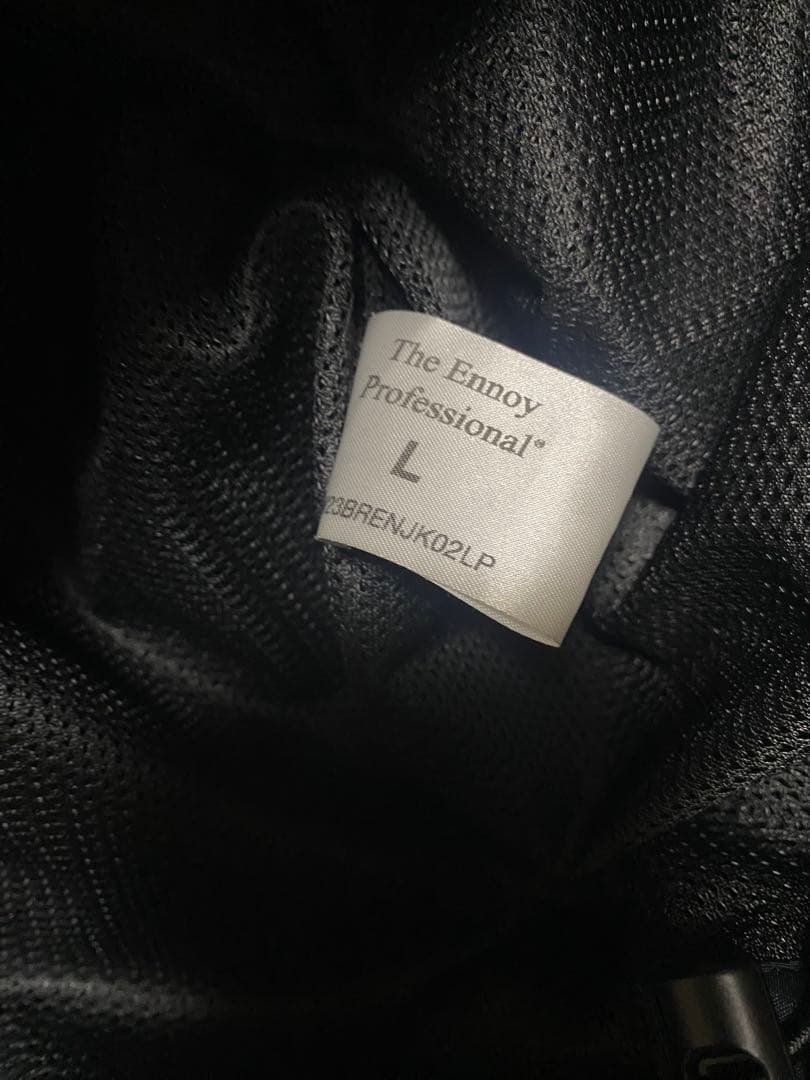 The Ennoy
Professional®
L
23BRENJK02LP